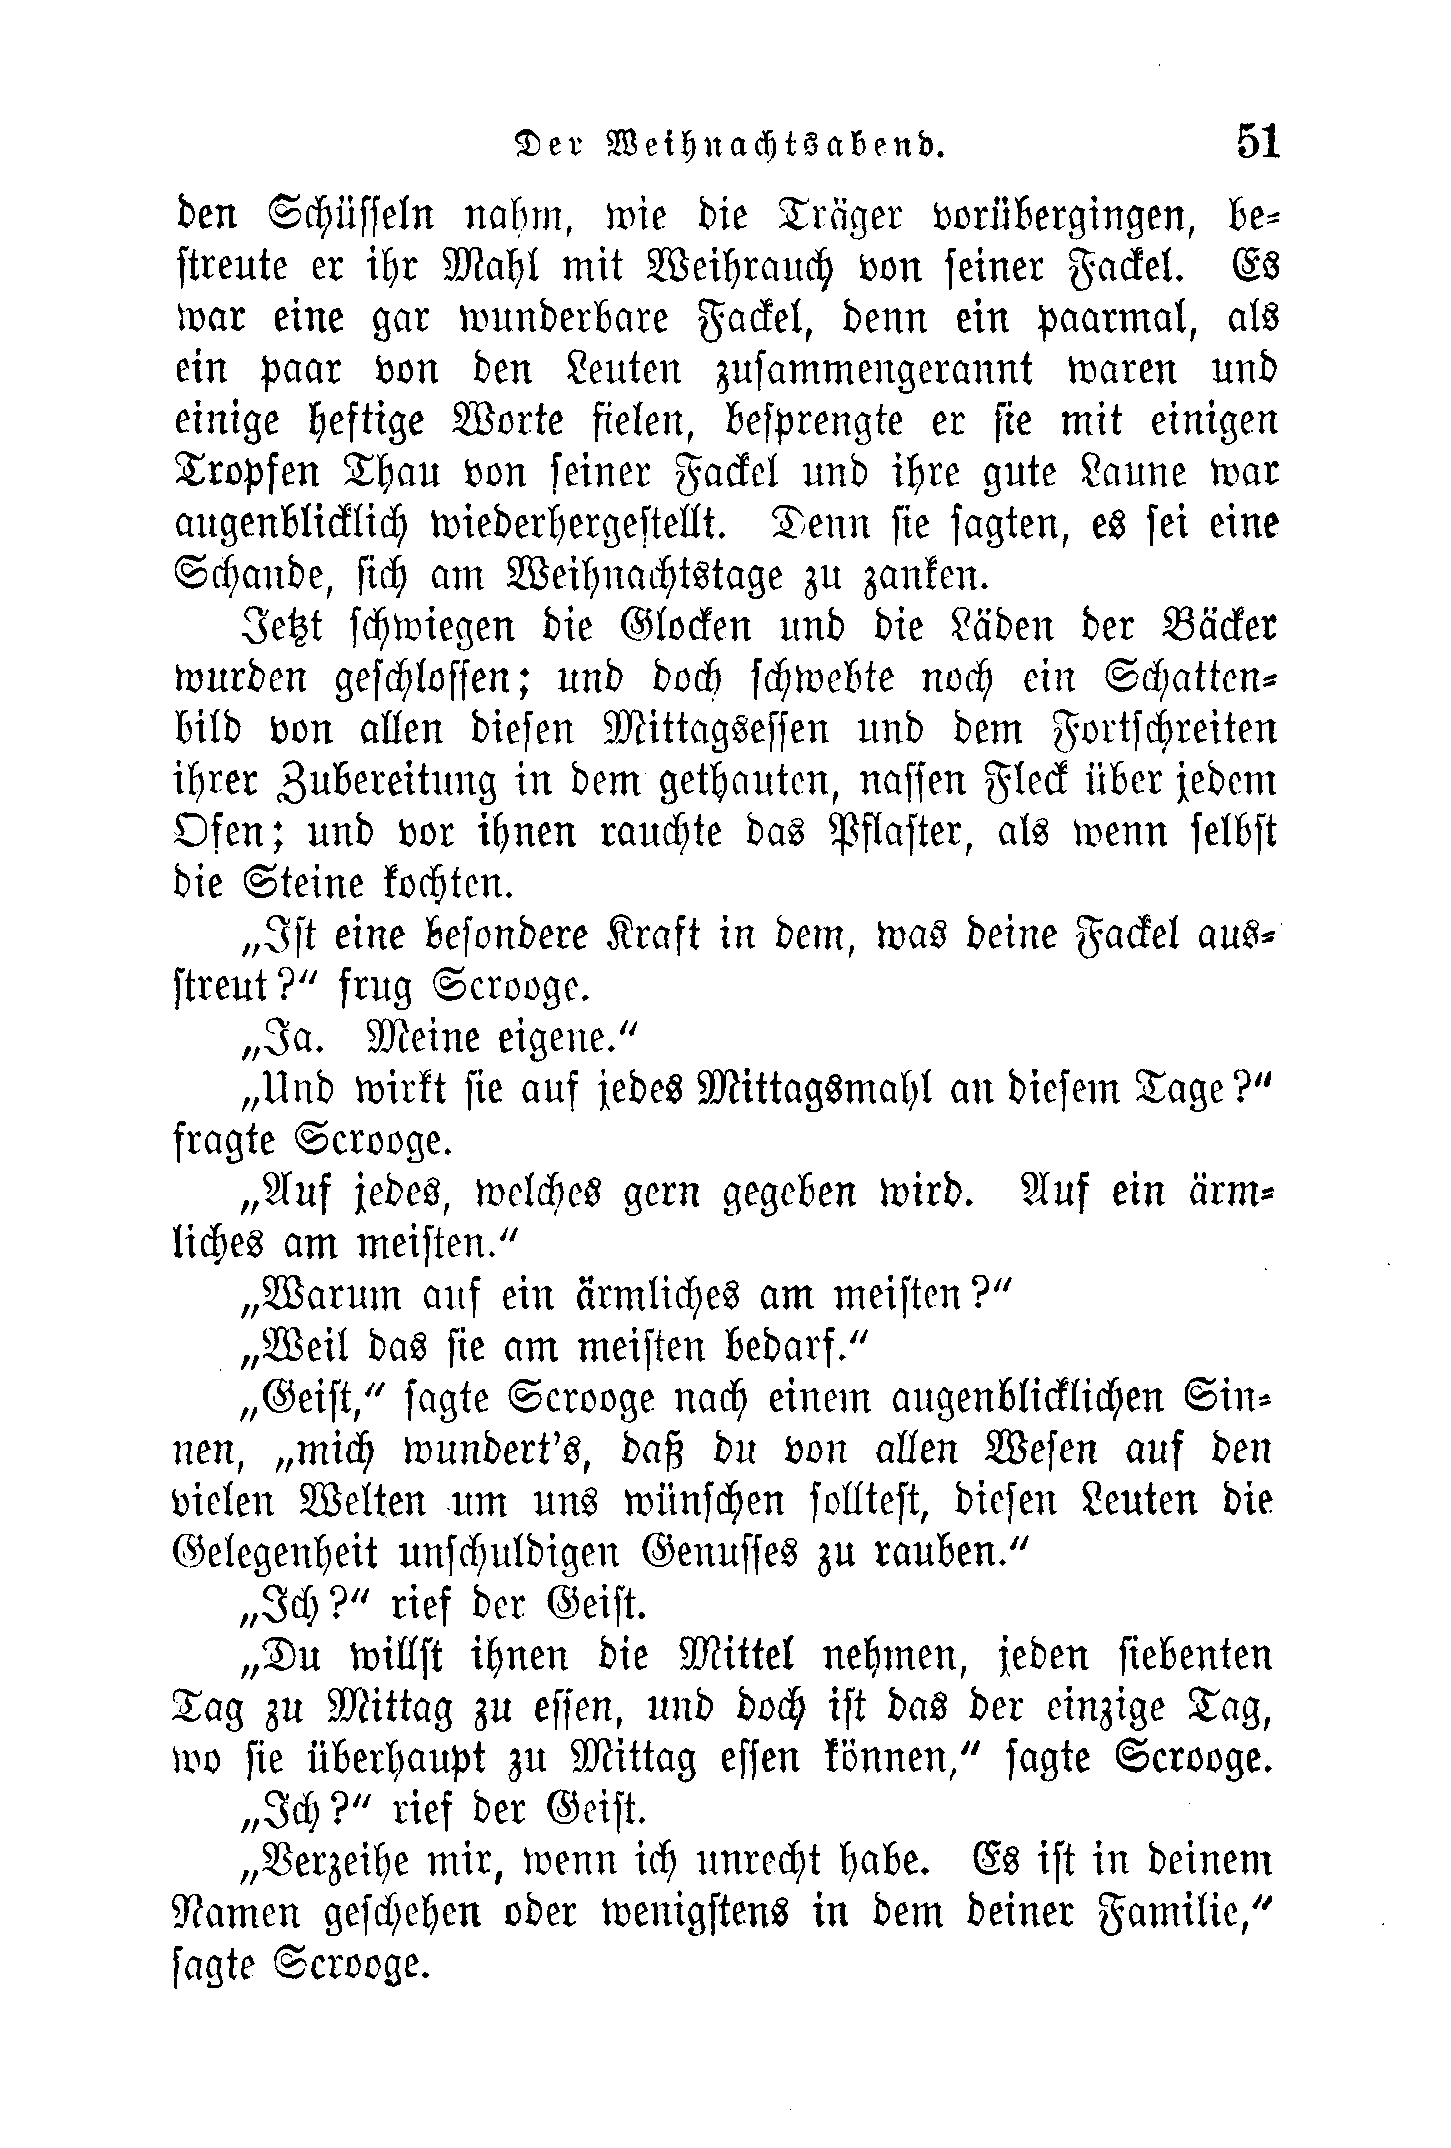 Der Weihnachtsabend. 51
den Schüsseln nahm, wie die Träger vorübergingen, be⸗
streute er ihr Mahl mit Weihrauch von seiner Fackel. Es
war eine gar wunderbare Fackel, denn ein paarmal, als
ein paar von den Leuten zusammengerannt waren und
einige heftige Worte fielen, besprengte er sie mit einigen
Tropfen Thau von seiner Fackel und ihre gute Laune war
augenblicklich wiederhergestellt. Denn sie sagten, es sei eine
Schande, sich am Weihnachtstage zu zanken.
Jetzt schwiegen die Glocken und die Läden der Bäcker
wurden geschlossen; und doch schwebte noch ein Schatten⸗
bild von allen diesen Mittagsessen und dem Fortschreiten
ihrer Zubereitung in dem gethauten, nassen Fleck über jedem
Ofen; und vor ihnen rauchte das Pflaster, als wenn selbst
die Steine kochten.
„Ist eine besondere Kraft in dem, was deine Fackel aus⸗
streut?“ frug Scrooge.
„Ja. Meine eigene.“
„Und wirkt sie auf jedes Mittagsmahl an diesem Tage?“
fragte Scrooge.
„Auf jedes, welches gern gegeben wird. Auf ein ärm⸗
liches am meisten.“
„Warum auf ein ärmliches am meisten?“
„Weil das sie am meisten bedarf.“
„Geist,“ sagte Scrooge nach einem augenblicklichen Sin⸗
nen, „mich wundert’s, daß du von allen Wesen auf den
vielen Welten um uns wünschen solltest, diesen Leuten die
Gelegenheit unschuldigen Genusses zu rauben.“
„Ich?“ rief der Geist.
„Du willst ihnen die Mittel nehmen, jeden siebenten
Tag zu Mittag zu essen, und doch ist das der einzige Tag,
wo sie überhaupt zu Mittag essen können,“ sagte Scrooge.
„Ich?“ rief der Geist.
„Verzeihe mir, wenn ich unrecht habe. Es ist in deinem
Namen geschehen oder wenigstens in dem deiner Familie,“
sagte Scrooge.